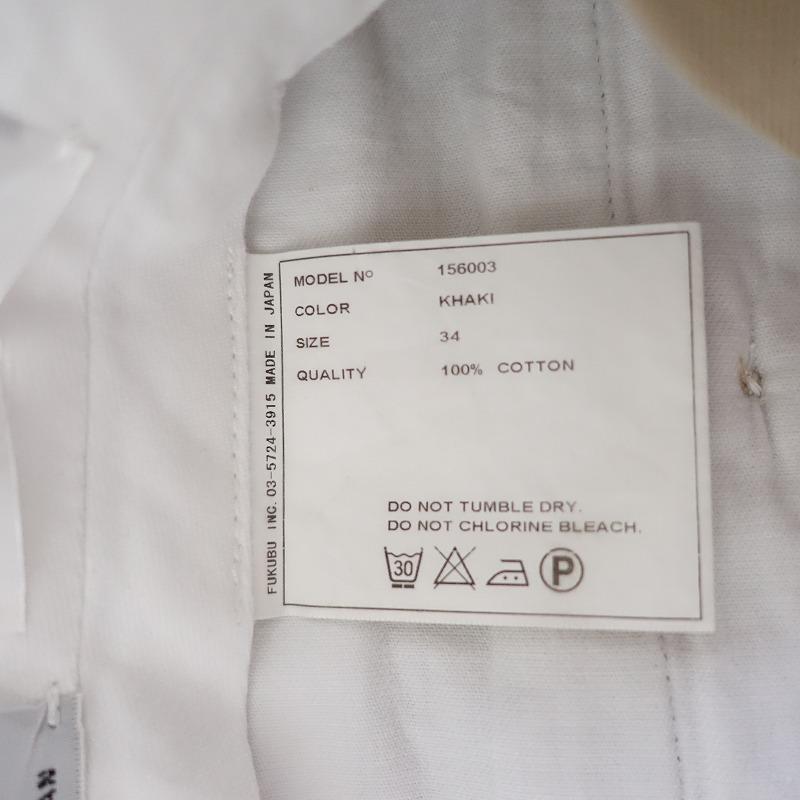 MODEL Nº 156003
COLOR KHAKI
SIZE 34
QUALITY 100% COTTON
DO NOT TUMBLE DRY.
DO NOT CHLORINE BLEACH.
30
P
FUKUBU INC. 03-5724-3915 MADE IN JAPAN
AN